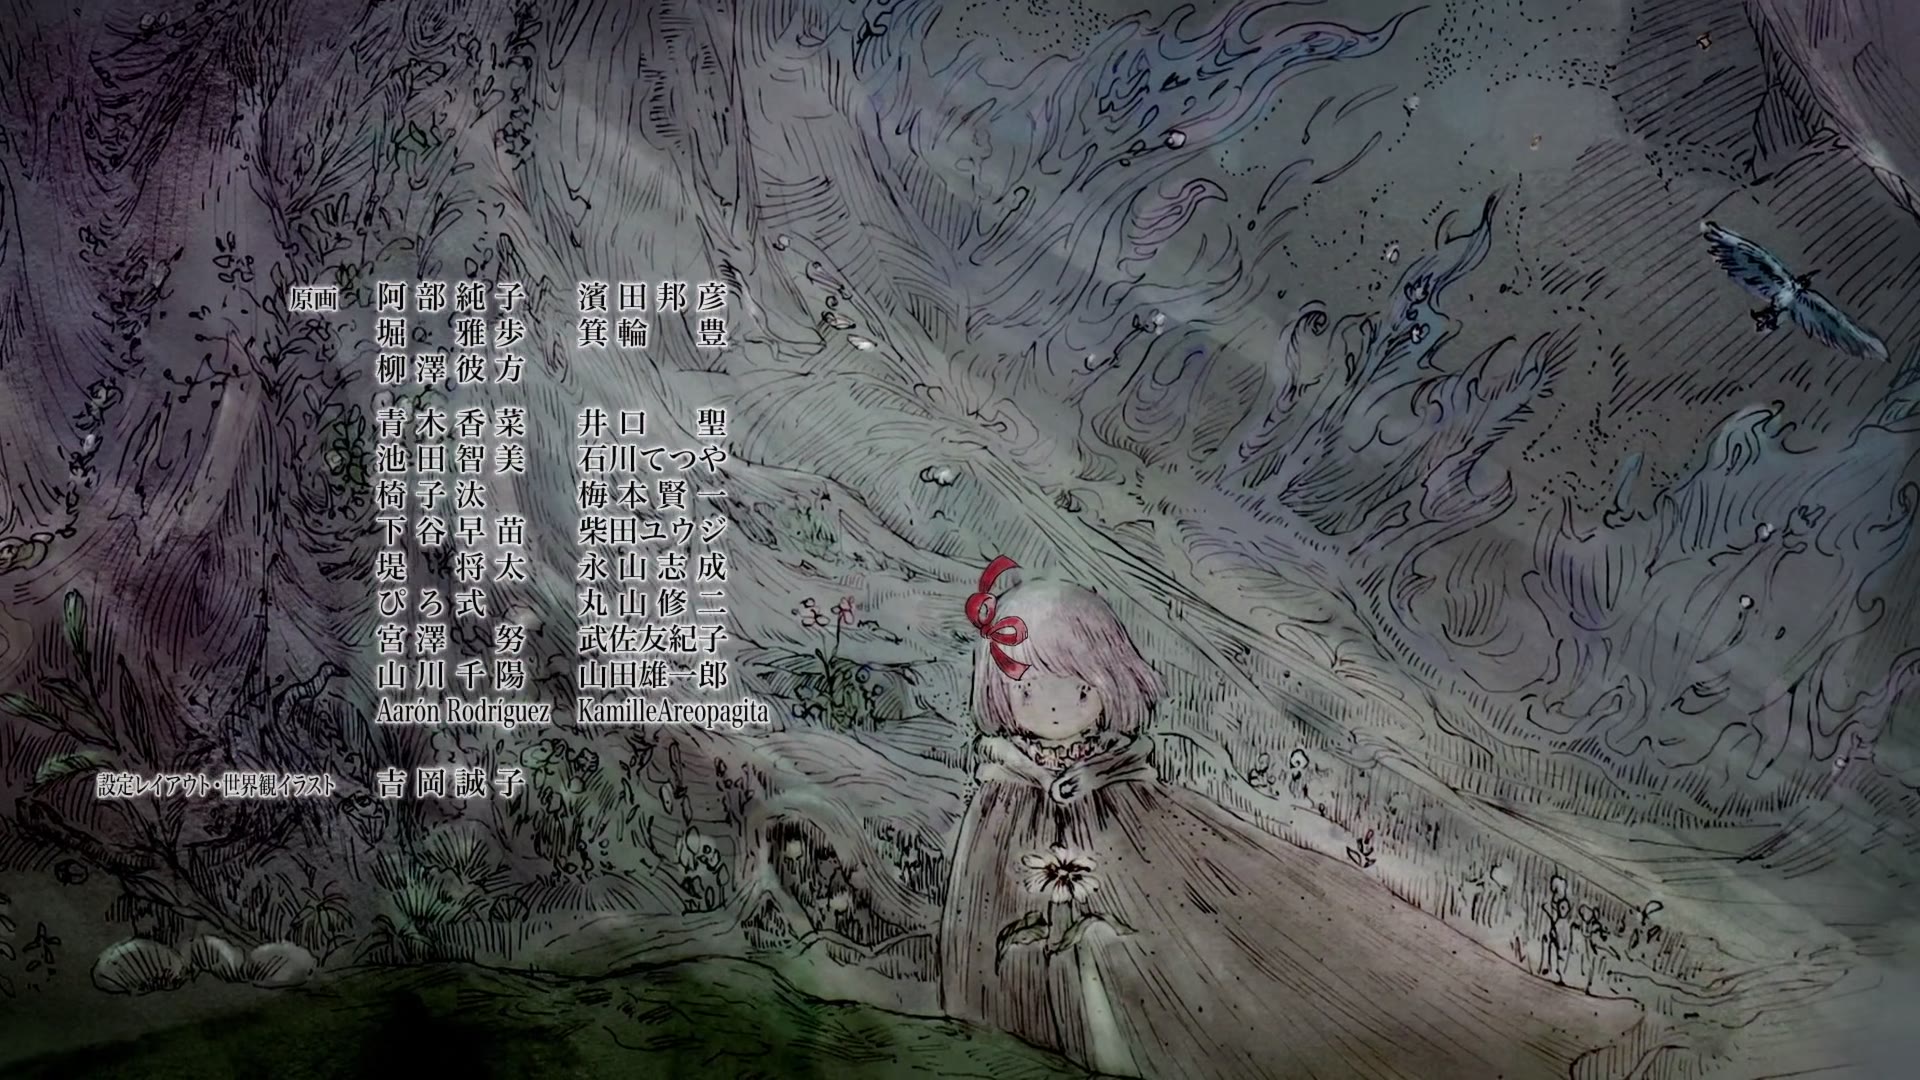 原画 阿部純子 濱田邦彦
堀 雅歩 箕輪 豊
柳澤彼方
青木香菜 井口 聖
池田智美 石川てつや
椅子汰 梅本賢一
下谷早苗 柴田ユウジ
堤 将太 永山志成
ぴろ式 丸山修二
宮澤 努 武佐友紀子
山川千陽 山田雄一郎
Aarón Rodríguez KamilleAreopagita
設定レイアウト・世界観イラスト 吉岡誠子